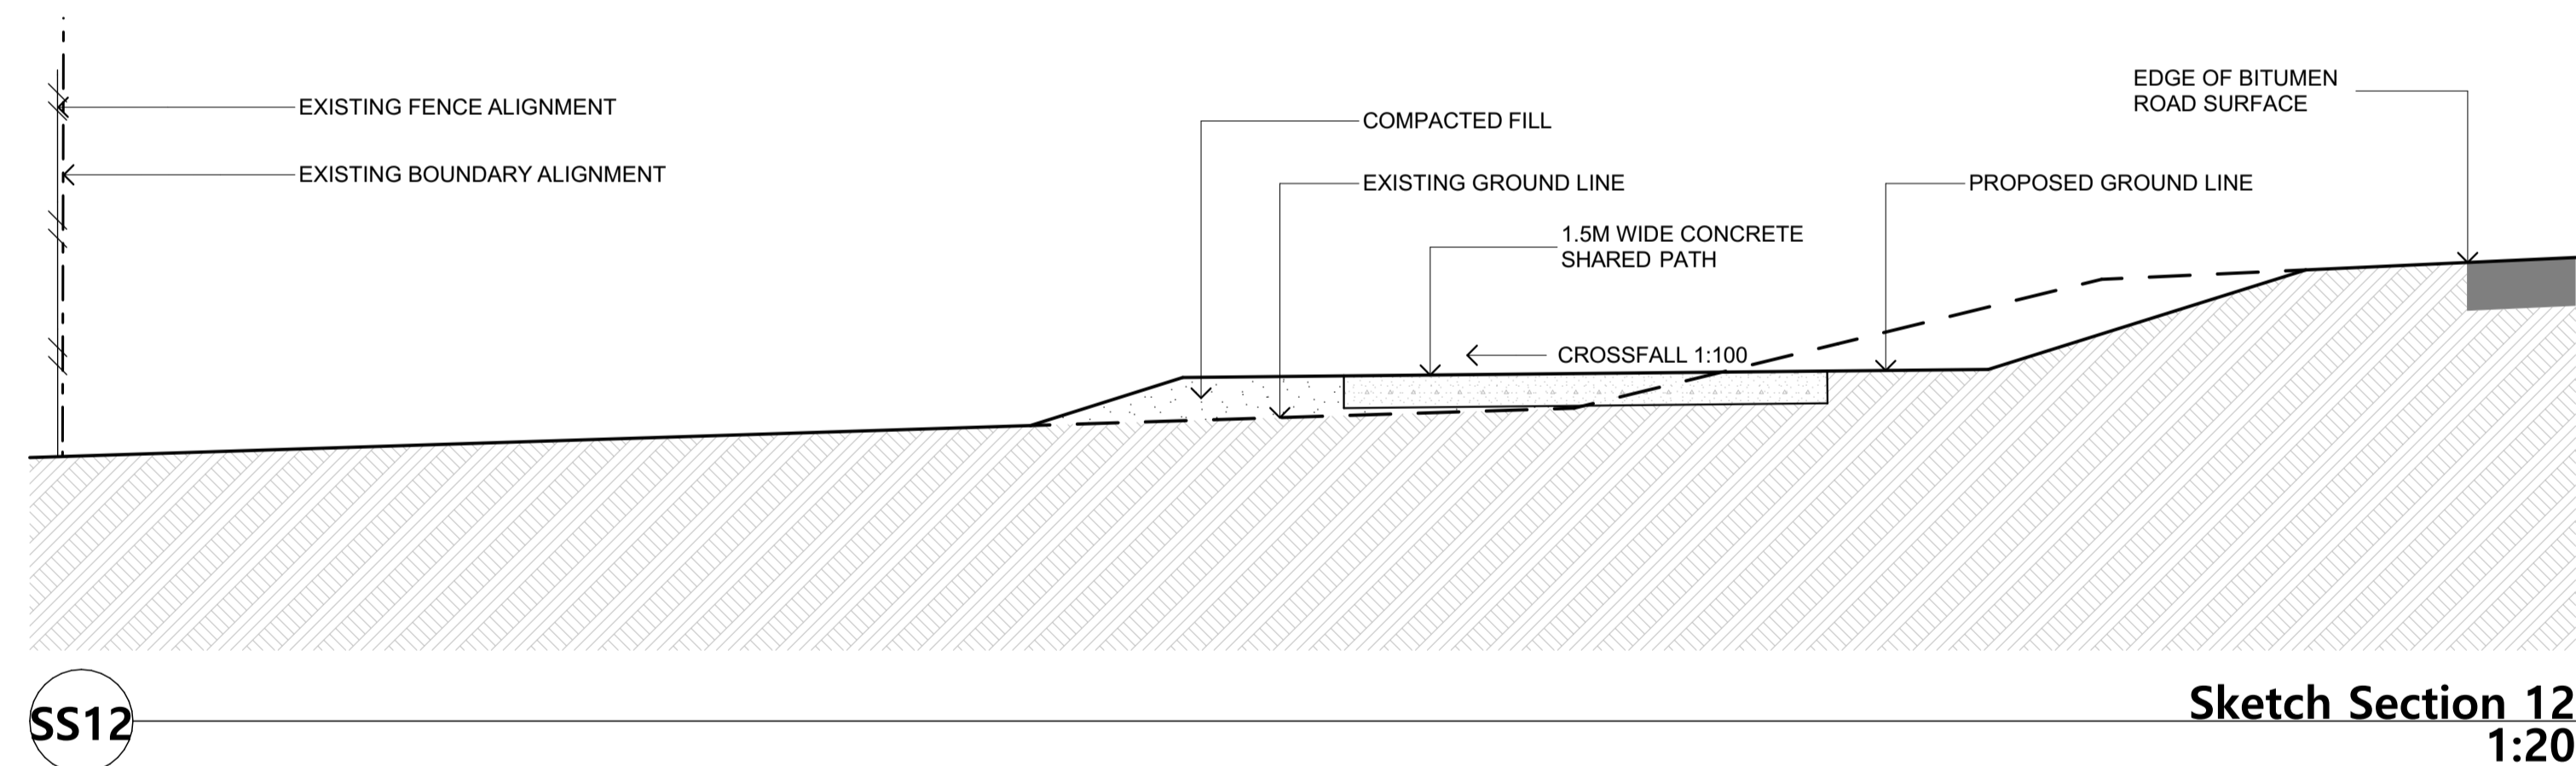 EXISTING FENCE ALIGNMENT
EXISTING BOUNDARY ALIGNMENT
COMPACTED FILL
EXISTING GROUND LINE
1.5M WIDE CONCRETE
SHARED PATH
CROSSFALL 1:100
PROPOSED GROUND LINE
EDGE OF BITUMEN
ROAD SURFACE
SS12
Sketch Section 12
1:20